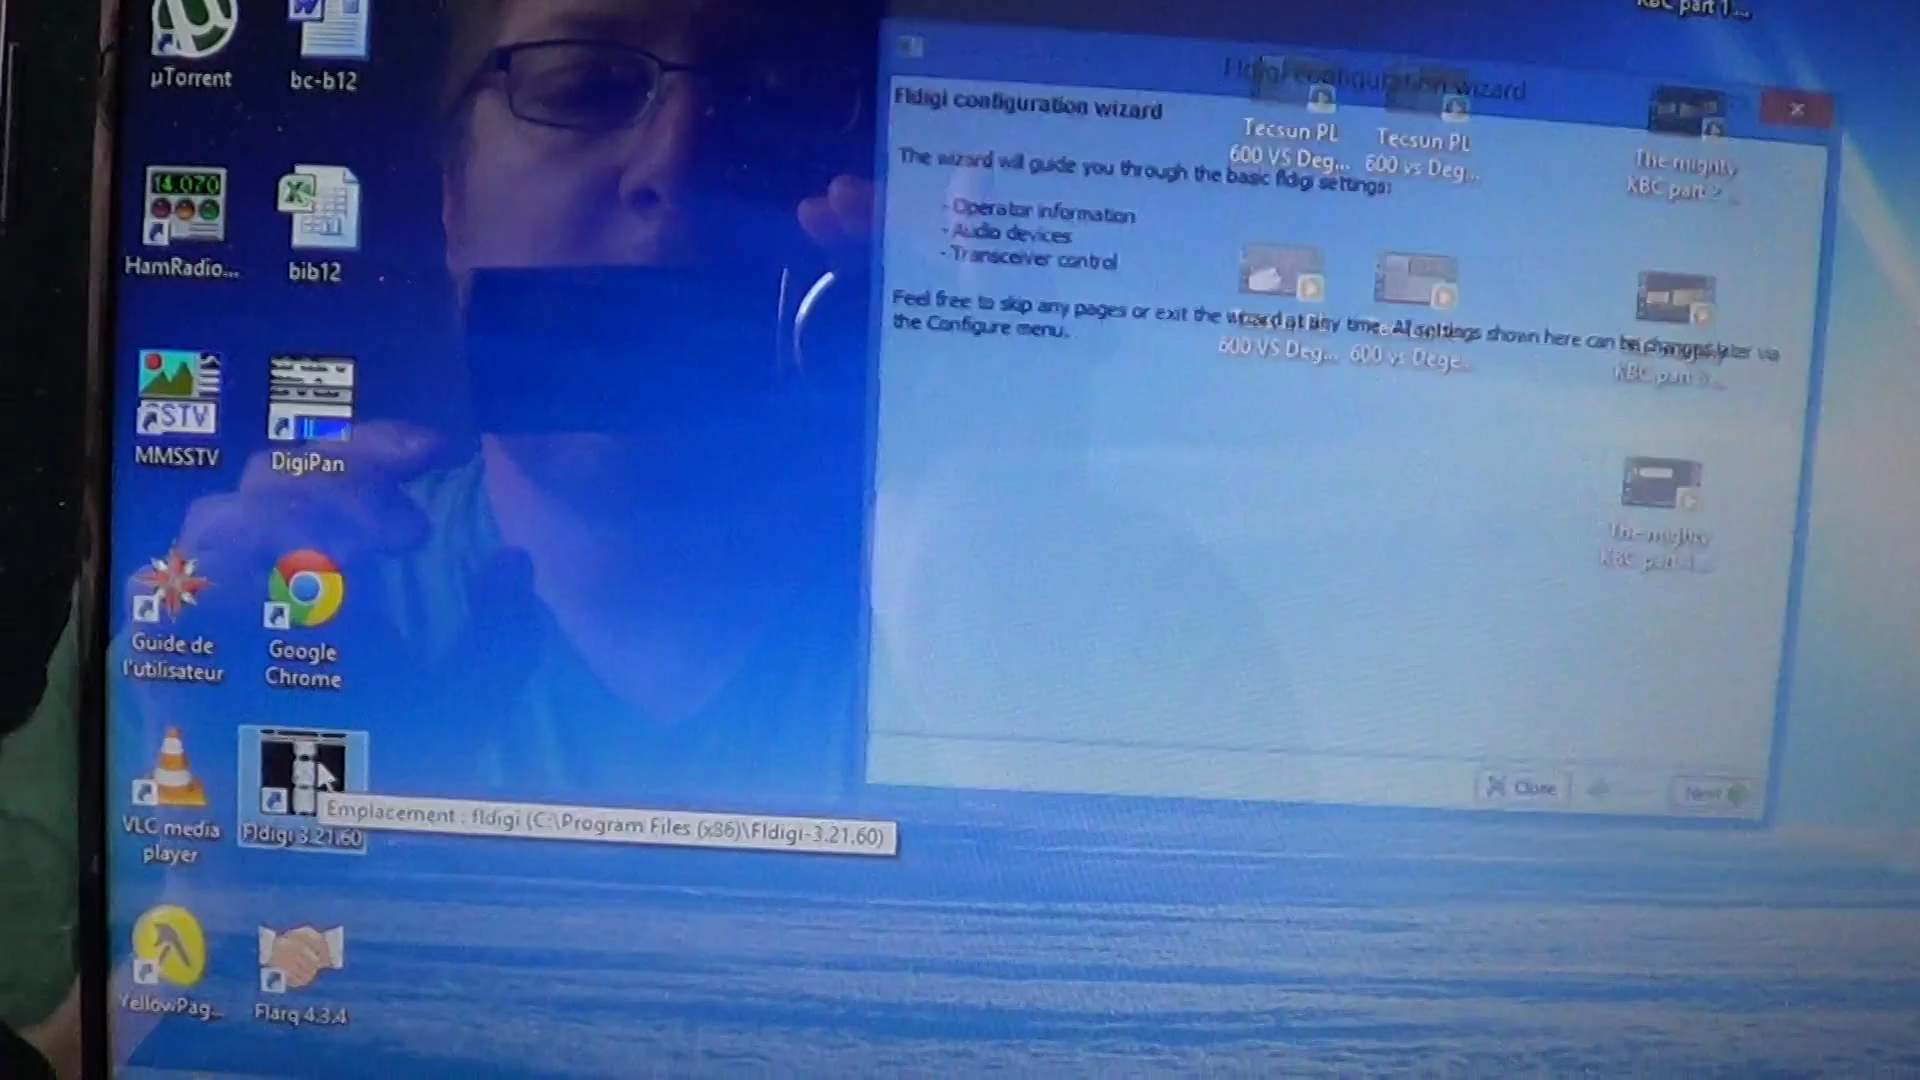 µTorrent
bc-b12
HamRadio...
bib12
MMSSTV
DigiPan
Guide de
l'utilisateur
Google
Chrome
VLC media
player
Fldigi 3.21.60
Emplacement : fldigi (C:\Program Files (x86)\Fldigi-3.21.60)
YellowPag...
Flarq 4.3.4
Fldigi configuration wizard
Fldigi configuration wizard
The wizard will guide you through the basic fldigi settings:
- Operator information
- Audio devices
- Transceiver control
Feel free to skip any pages or exit the wizard at any time. All settings shown here can be changed later via
the Configure menu.
Close
Next
KBC part 1...
Tecsun PL
600 VS Deg...
Tecsun PL
600 vs Deg...
The mighty
KBC part 2...
600 VS Deg...
600 vs Dege...
KBC part
The mighty
KBC part
14.070
SSTV